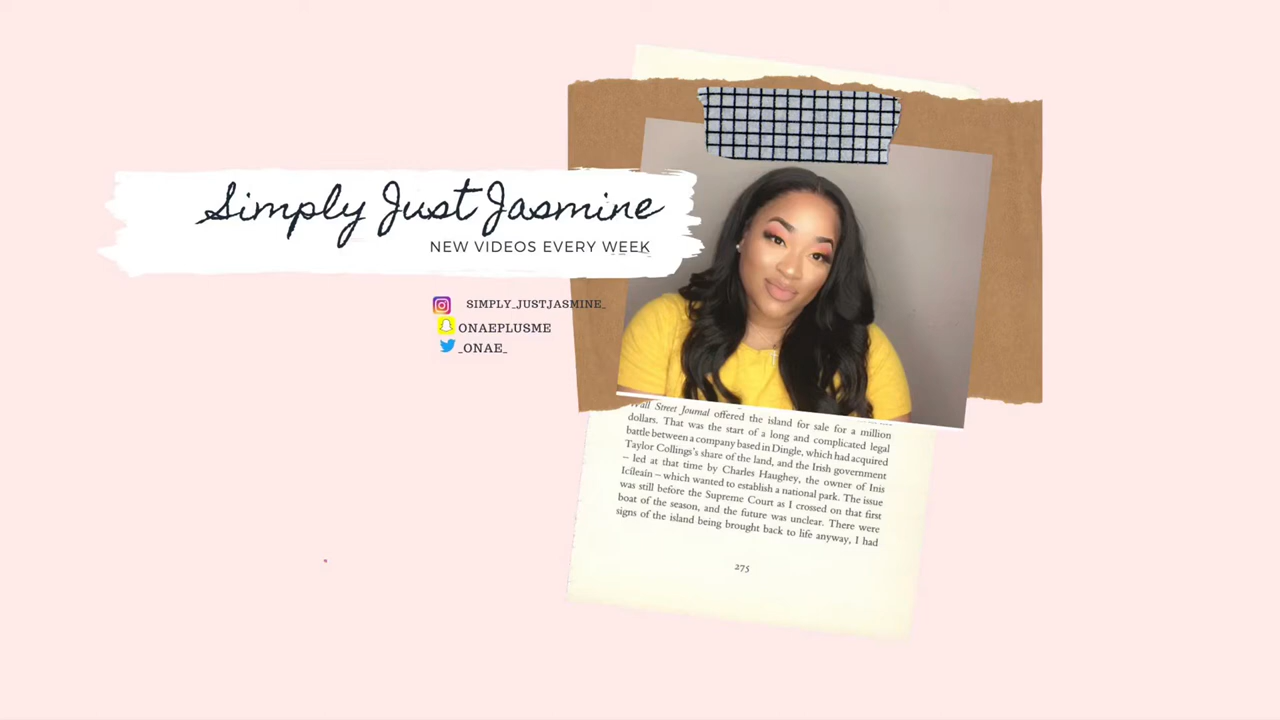 Simply Just Jasmine
NEW VIDEOS EVERY WEEK
SIMPLY_JUSTJASMINE_
ONAEPLUSME
_ONAE_
Wall Street Journal offered the island for sale for a million
dollars. That was the start of a long and complicated legal
battle between a company based in Dingle, which had acquired
Taylor Collings's share of the land, and the Irish government
– led at that time by Charles Haughey, the owner of Inis
Icíleaín – which wanted to establish a national park. The issue
was still before the Supreme Court as I crossed on that first
boat of the season, and the future was unclear. There were
signs of the island being brought back to life anyway, I had
275